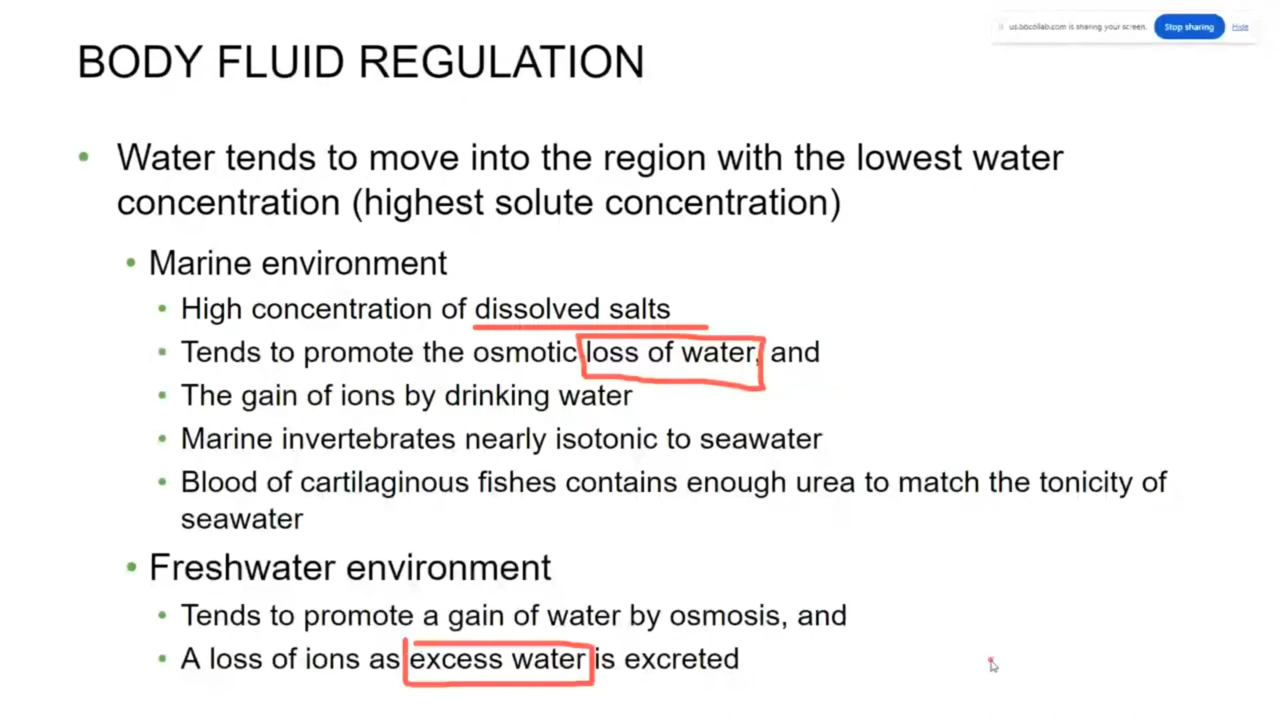 us.bbcollab.com is sharing your screen. Stop sharing Hide
BODY FLUID REGULATION
• Water tends to move into the region with the lowest water
concentration (highest solute concentration)
• Marine environment
• High concentration of dissolved salts
• Tends to promote the osmotic loss of water, and
• The gain of ions by drinking water
• Marine invertebrates nearly isotonic to seawater
• Blood of cartilaginous fishes contains enough urea to match the tonicity of
seawater
• Freshwater environment
• Tends to promote a gain of water by osmosis, and
• A loss of ions as excess water is excreted